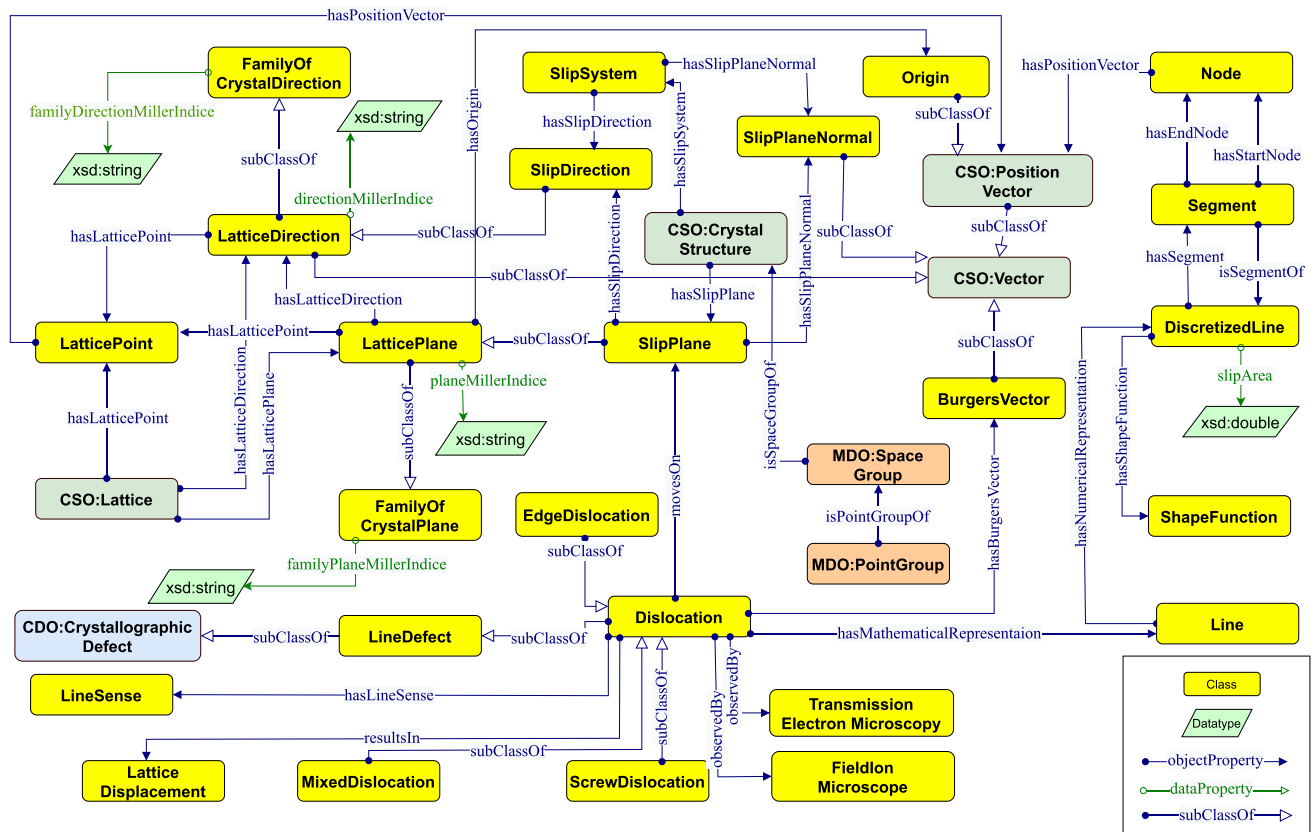 hasPositionVector
FamilyOf
CrystalDirection
SlipSystem
hasSlipPlaneNormal
Origin
hasPositionVector
Node
familyDirectionMillerIndice
xsd:string
hasOrigin
hasSlipDirection
hasSlipSystem
subClassOf
hasEndNode
SlipPlaneNormal
xsd:string
subClassOf
SlipDirection
CSO:Position
Vector
hasStartNode
directionMillerIndice
Segment
LatticeDirection
hasLatticePoint
subClassOf
CSO:Crystal
Structure
subClassOf
subClassOf
hasSlipDirection
hasSlipPlaneNormal
hasSegment
isSegmentOf
subClassOf
CSO:Vector
hasLatticeDirection
hasSlipPlane
LatticePoint
hasLatticePoint
LatticePlane
subClassOf
SlipPlane
DiscretizedLine
subClassOf
planeMillerIndice
slipArea
hasLatticeDirection
hasLatticePlane
subClassOf
isSpaceGroupOf
BurgersVector
hasNumericalRepresentation
hasShapeFunction
hasLatticePoint
xsd:string
xsd:double
MDO:Space
Group
CSO:Lattice
movesOn
hasBurgersVector
FamilyOf
CrystalPlane
EdgeDislocation
isPointGroupOf
ShapeFunction
subClassOf
familyPlaneMillerIndice
MDO:PointGroup
xsd:string
CDO:Crystallographic
Defect
subClassOf
LineDefect
subClassOf
Dislocation
hasMathematicalRepresentaion
Line
LineSense
hasLineSense
subClassOf
observedBy
observedBy
Transmission
Electron Microscopy
Class
Datatype
resultsIn
subClassOf
Lattice
Displacement
MixedDislocation
ScrewDislocation
FieldIon
Microscope
objectProperty
dataProperty
subClassOf